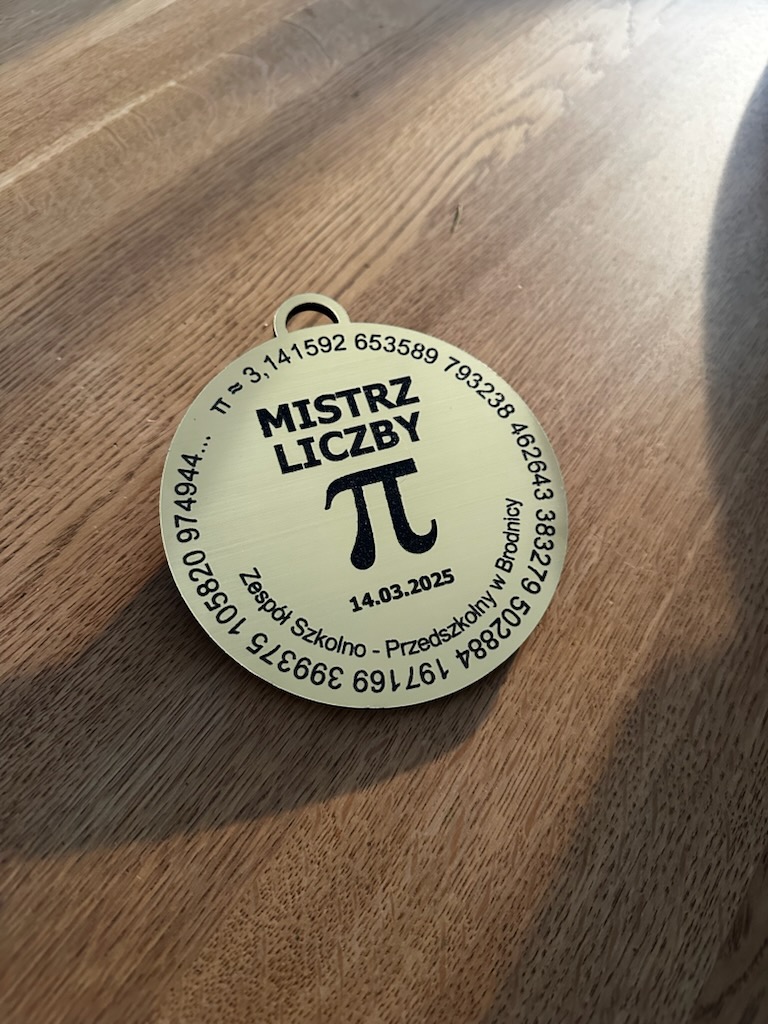 π ≈ 3,141592 653589 793238 462643 383279 502884 197169 399375 105820 974944...
MISTRZ
LICZBY
π
14.03.2025
Zespół Szkolno - Przedszkolny w Brodnicy